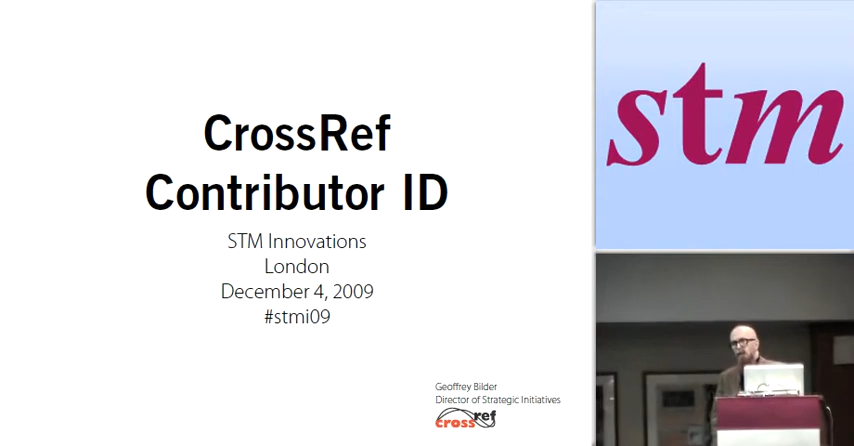 CrossRef
Contributor ID
STM Innovations
London
December 4, 2009
#stmi09
Geoffrey Bilder
Director of Strategic Initiatives
crossref
stm